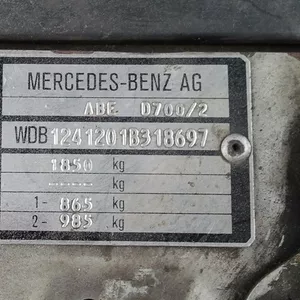 MERCEDES-BENZ AG
ABE D700/2
WDB1241201B318697
1850 kg
----- kg
1- 865 kg
2- 985 kg